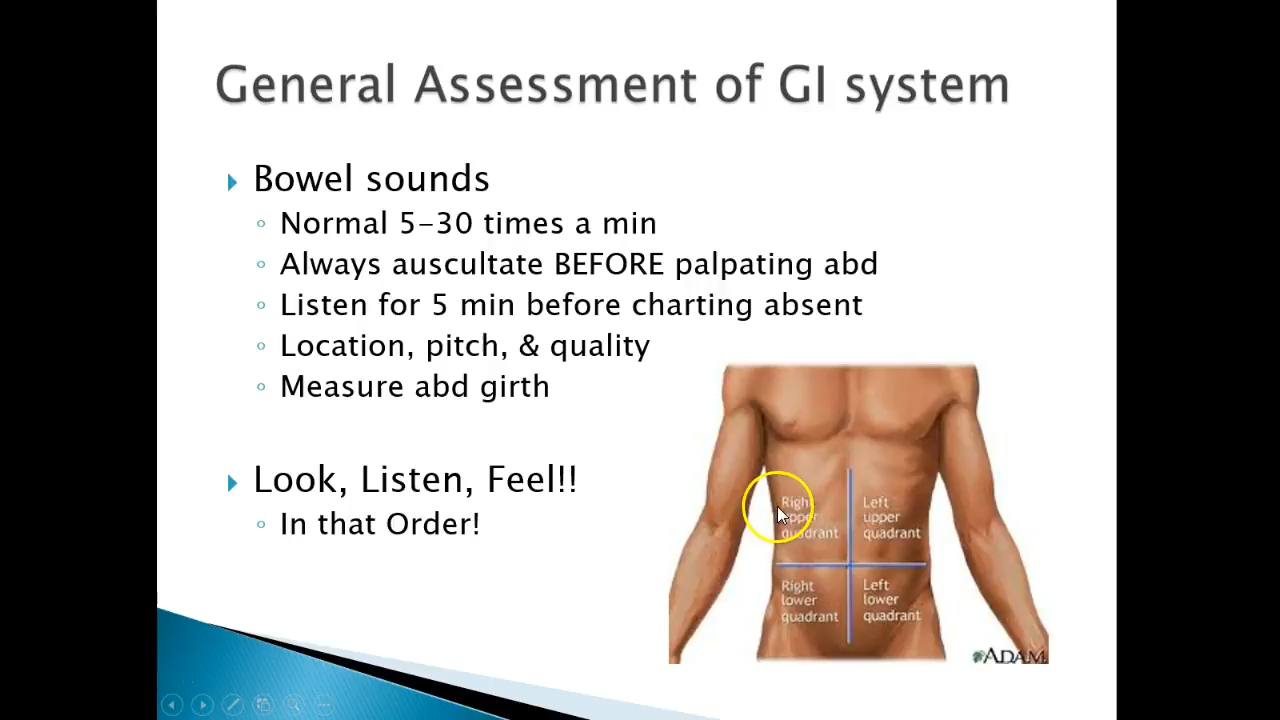 General Assessment of GI system
Bowel sounds
Normal 5-30 times a min
Always auscultate BEFORE palpating abd
Listen for 5 min before charting absent
Location, pitch, & quality
Measure abd girth
Look, Listen, Feel!!
In that Order!
Right
upper
quadrant
Left
upper
quadrant
Right
lower
quadrant
Left
lower
quadrant
ADAM